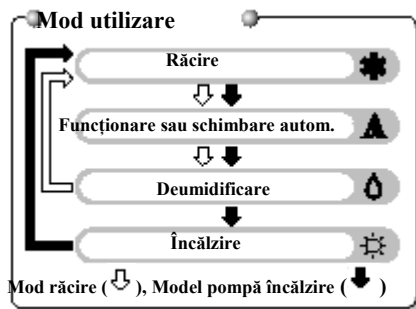 Mod utilizare
Răcire
Funcționare sau schimbare autom.
Deumidificare
Încălzire
Mod răcire ( ), Model pompă încălzire ( )